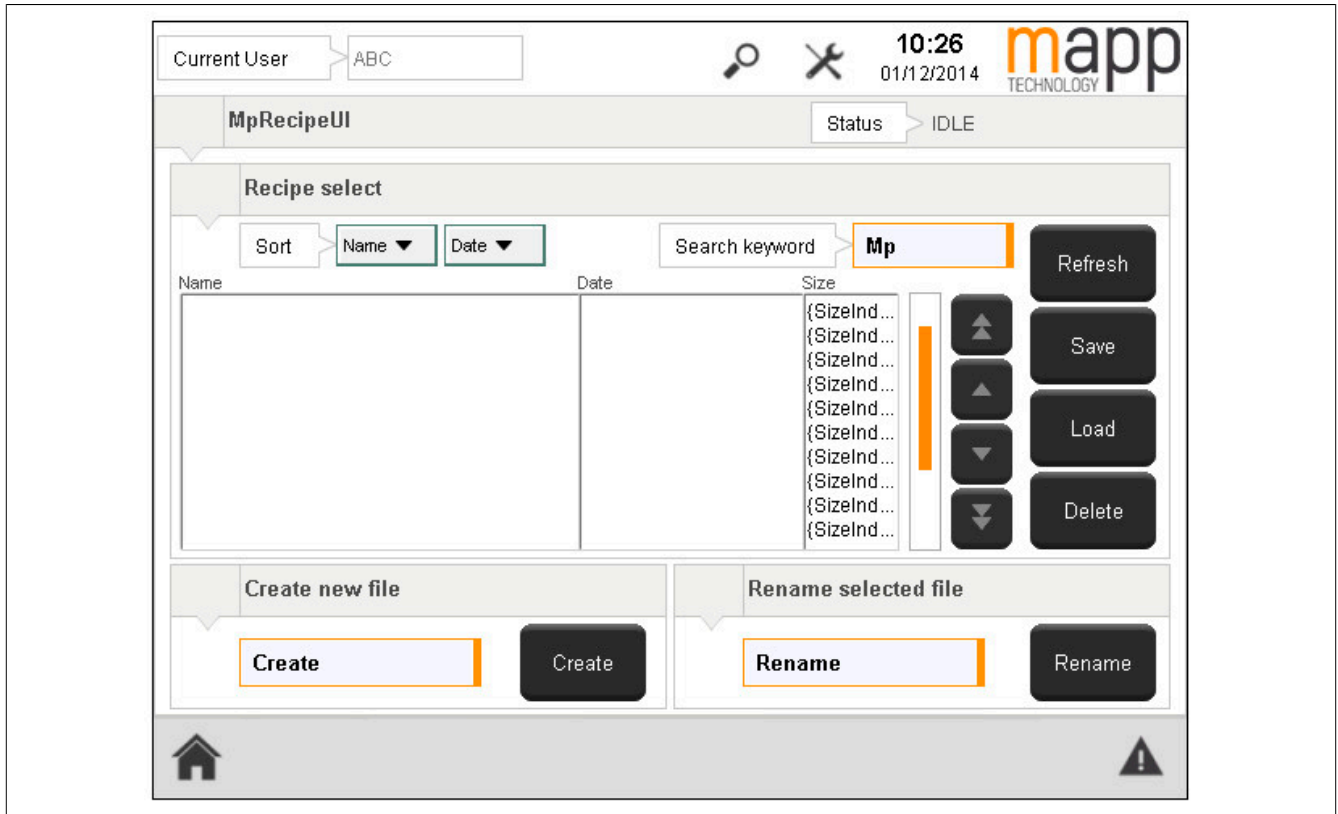 Current User
ABC
10:26
01/12/2014
mapp
TECHNOLOGY
MpRecipeUI
Status
IDLE
Recipe select
Sort
Name
Date
Search keyword
Mp
Refresh
Name
Date
Size
{SizeInd...
{SizeInd...
{SizeInd...
{SizeInd...
{SizeInd...
{SizeInd...
{SizeInd...
{SizeInd...
{SizeInd...
{SizeInd...
Save
Load
Delete
Create new file
Create
Create
Rename selected file
Rename
Rename